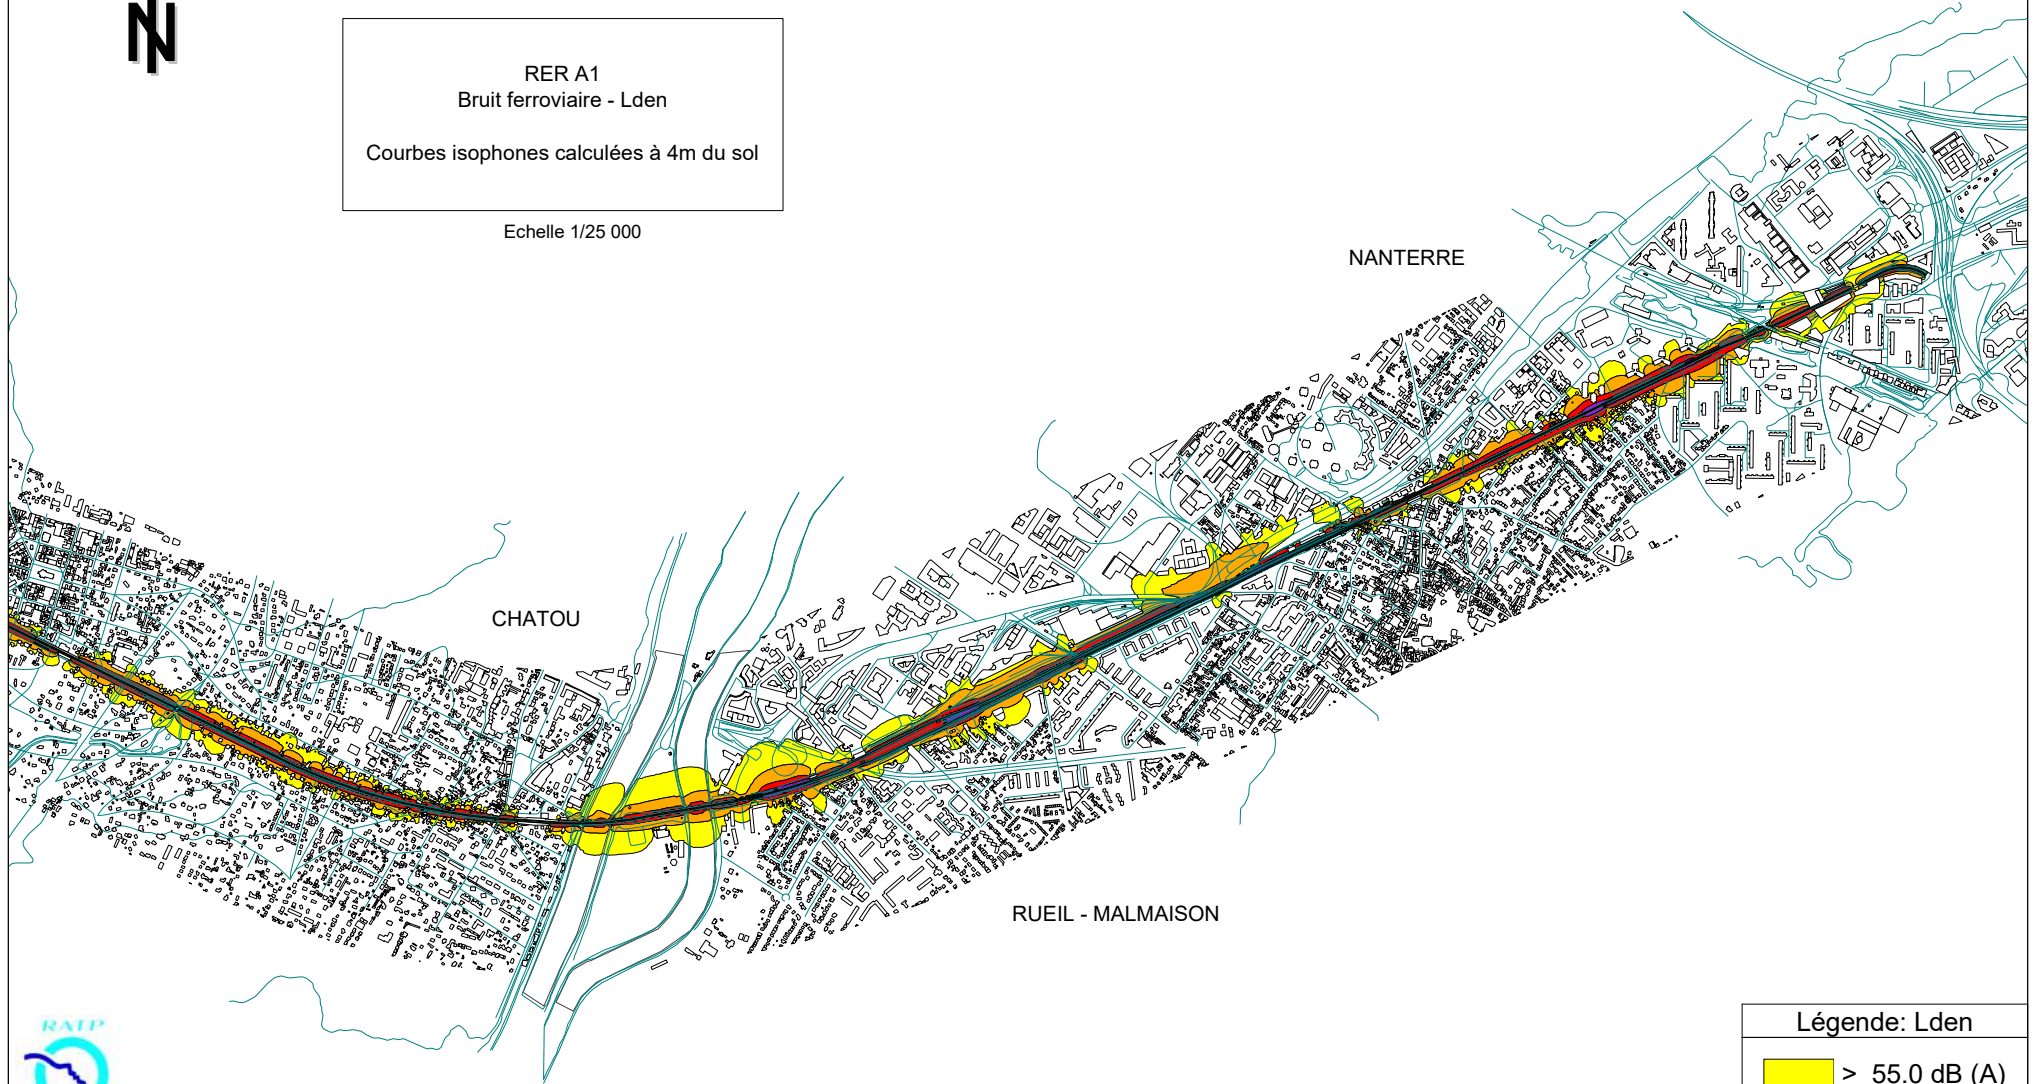 N
RER A1
Bruit ferroviaire - Lden
Courbes isophones calculées à 4m du sol
Echelle 1/25 000
NANTERRE
CHATOU
RUEIL - MALMAISON
RATP
Légende: Lden
> 55.0 dB (A)